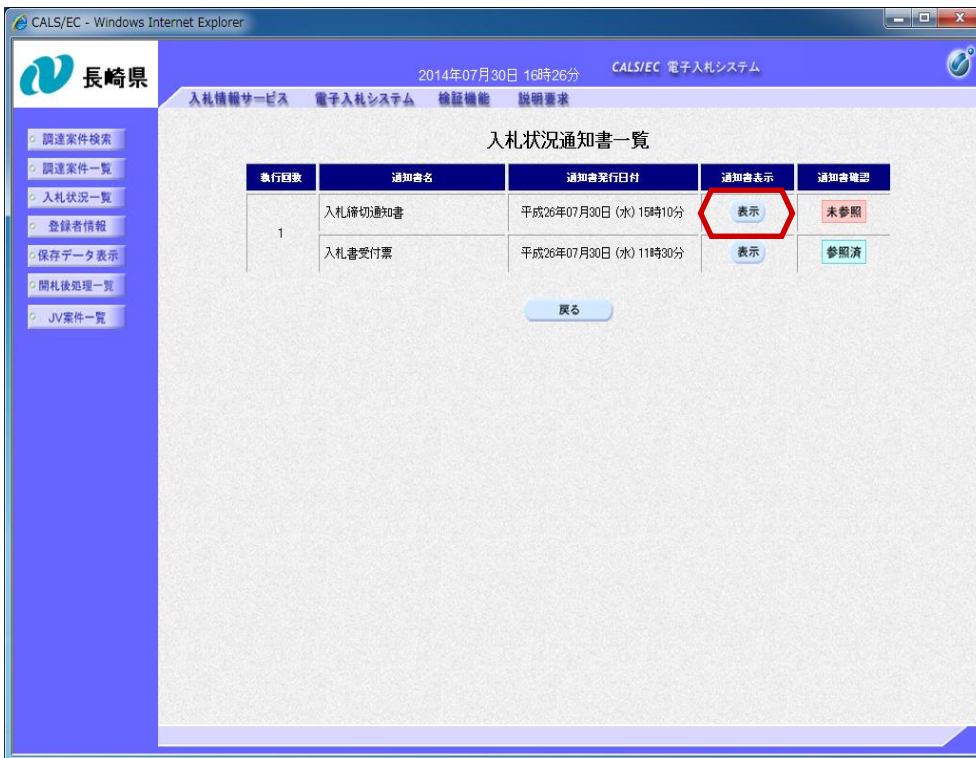 CALS/EC - Windows Internet Explorer
長崎県
2014年07月30日 16時26分
CALS/EC 電子入札システム
入札情報サービス 電子入札システム 検証機能 説明要求
調達案件検索
調達案件一覧
入札状況一覧
登録者情報
保存データ表示
開札後処理一覧
JV案件一覧
入札状況通知書一覧
執行回数 通知書名 通知書発行日付 通知書表示 通知書確認
1
入札締切通知書 平成26年07月30日 (水) 15時10分 表示 未参照
入札書受付票 平成26年07月30日 (水) 11時30分 表示 参照済
戻る